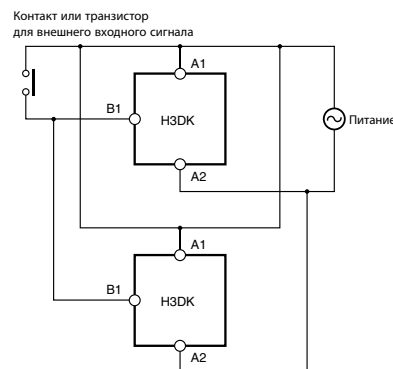 Контакт или транзистор
для внешнего входного сигнала
A1
B1
H3DK
Питание
A2
A1
B1
H3DK
A2